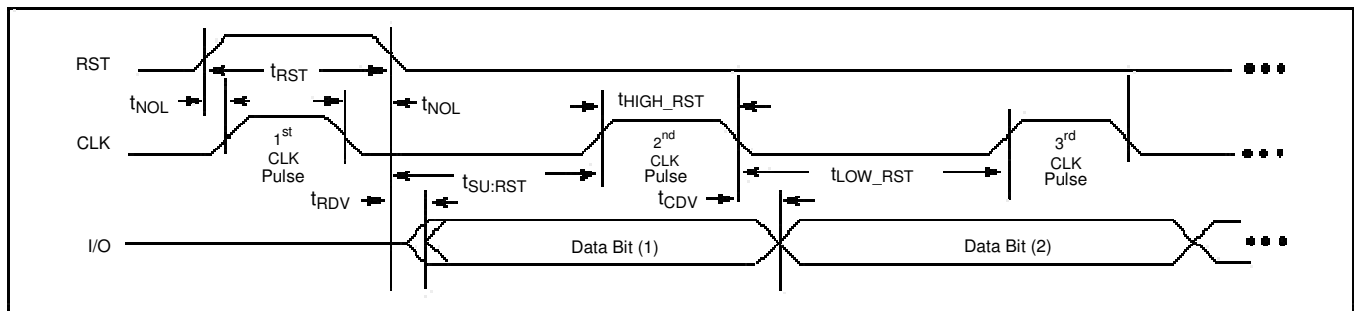 RST
tRST
tNOL
tNOL
tHIGH_RST
CLK
1st
CLK
Pulse
2nd
CLK
Pulse
3rd
CLK
Pulse
tSU:RST
tLOW_RST
tRDV
tCDV
I/O
Data Bit (1)
Data Bit (2)